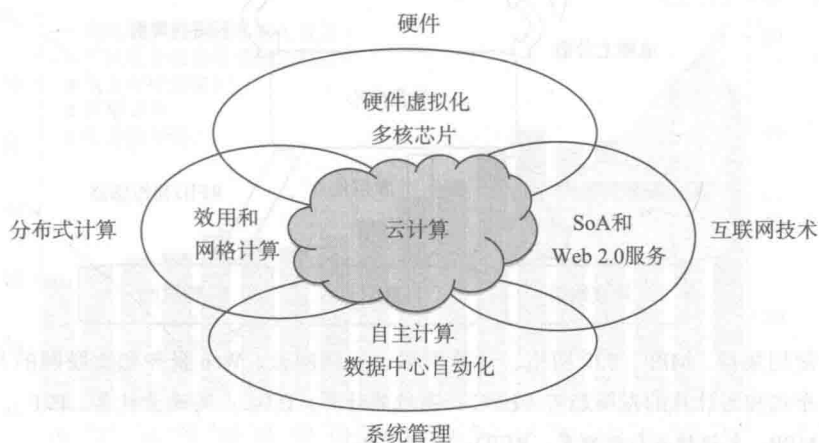 硬件
硬件虚拟化
多核芯片
分布式计算
效用和
网格计算
云计算
SoA和
Web 2.0服务
互联网技术
自主计算
数据中心自动化
系统管理